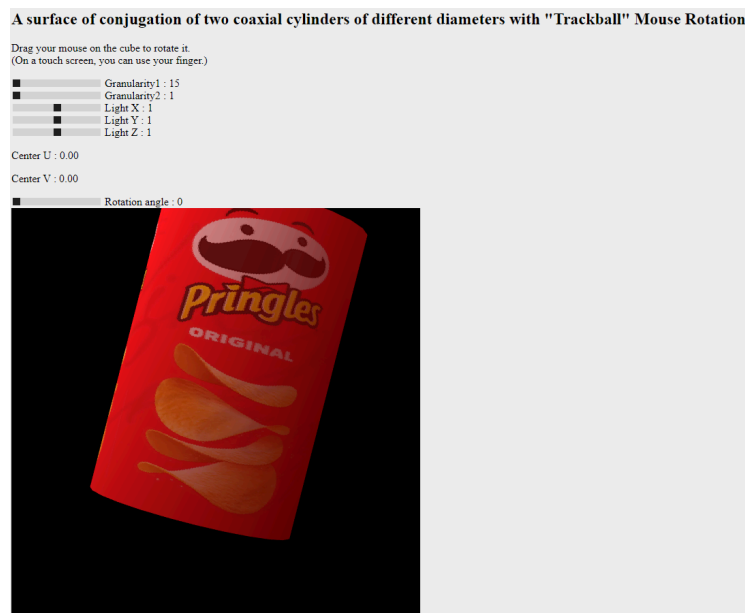 A surface of conjugation of two coaxial cylinders of different diameters with "Trackball" Mouse Rotation
Drag your mouse on the cube to rotate it.
(On a touch screen, you can use your finger.)
Granularity1 : 15
Granularity2 : 1
Light X : 1
Light Y : 1
Light Z : 1
Center U : 0.00
Center V : 0.00
Rotation angle : 0
Pringles
ORIGINAL